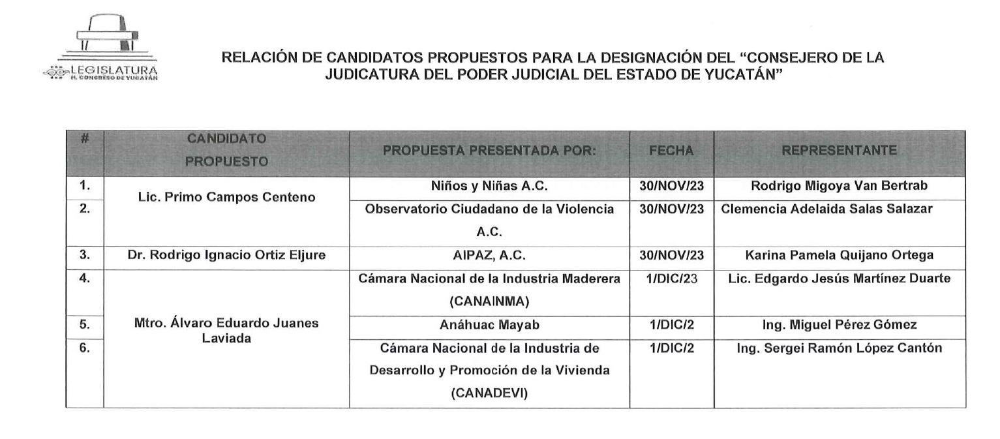 LEGISLATURA
H. CONGRESO DE YUCATÁN
RELACIÓN DE CANDIDATOS PROPUESTOS PARA LA DESIGNACIÓN DEL “CONSEJERO DE LA
JUDICATURA DEL PODER JUDICIAL DEL ESTADO DE YUCATÁN”
# CANDIDATO PROPUESTO PROPUESTA PRESENTADA POR: FECHA REPRESENTANTE
1. Lic. Primo Campos Centeno Niños y Niñas A.C. 30/NOV/23 Rodrigo Migoya Van Bertrab
2. Observatorio Ciudadano de la Violencia A.C. 30/NOV/23 Clemencia Adelaida Salas Salazar
3. Dr. Rodrigo Ignacio Ortiz Eljure AIPAZ, A.C. 30/NOV/23 Karina Pamela Quijano Ortega
4. Cámara Nacional de la Industria Maderera (CANAINMA) 1/DIC/23 Lic. Edgardo Jesús Martínez Duarte
5. Mtro. Álvaro Eduardo Juanes Laviada Anáhuac Mayab 1/DIC/2 Ing. Miguel Pérez Gómez
6. Cámara Nacional de la Industria de Desarrollo y Promoción de la Vivienda (CANADEVI) 1/DIC/2 Ing. Sergei Ramón López Cantón